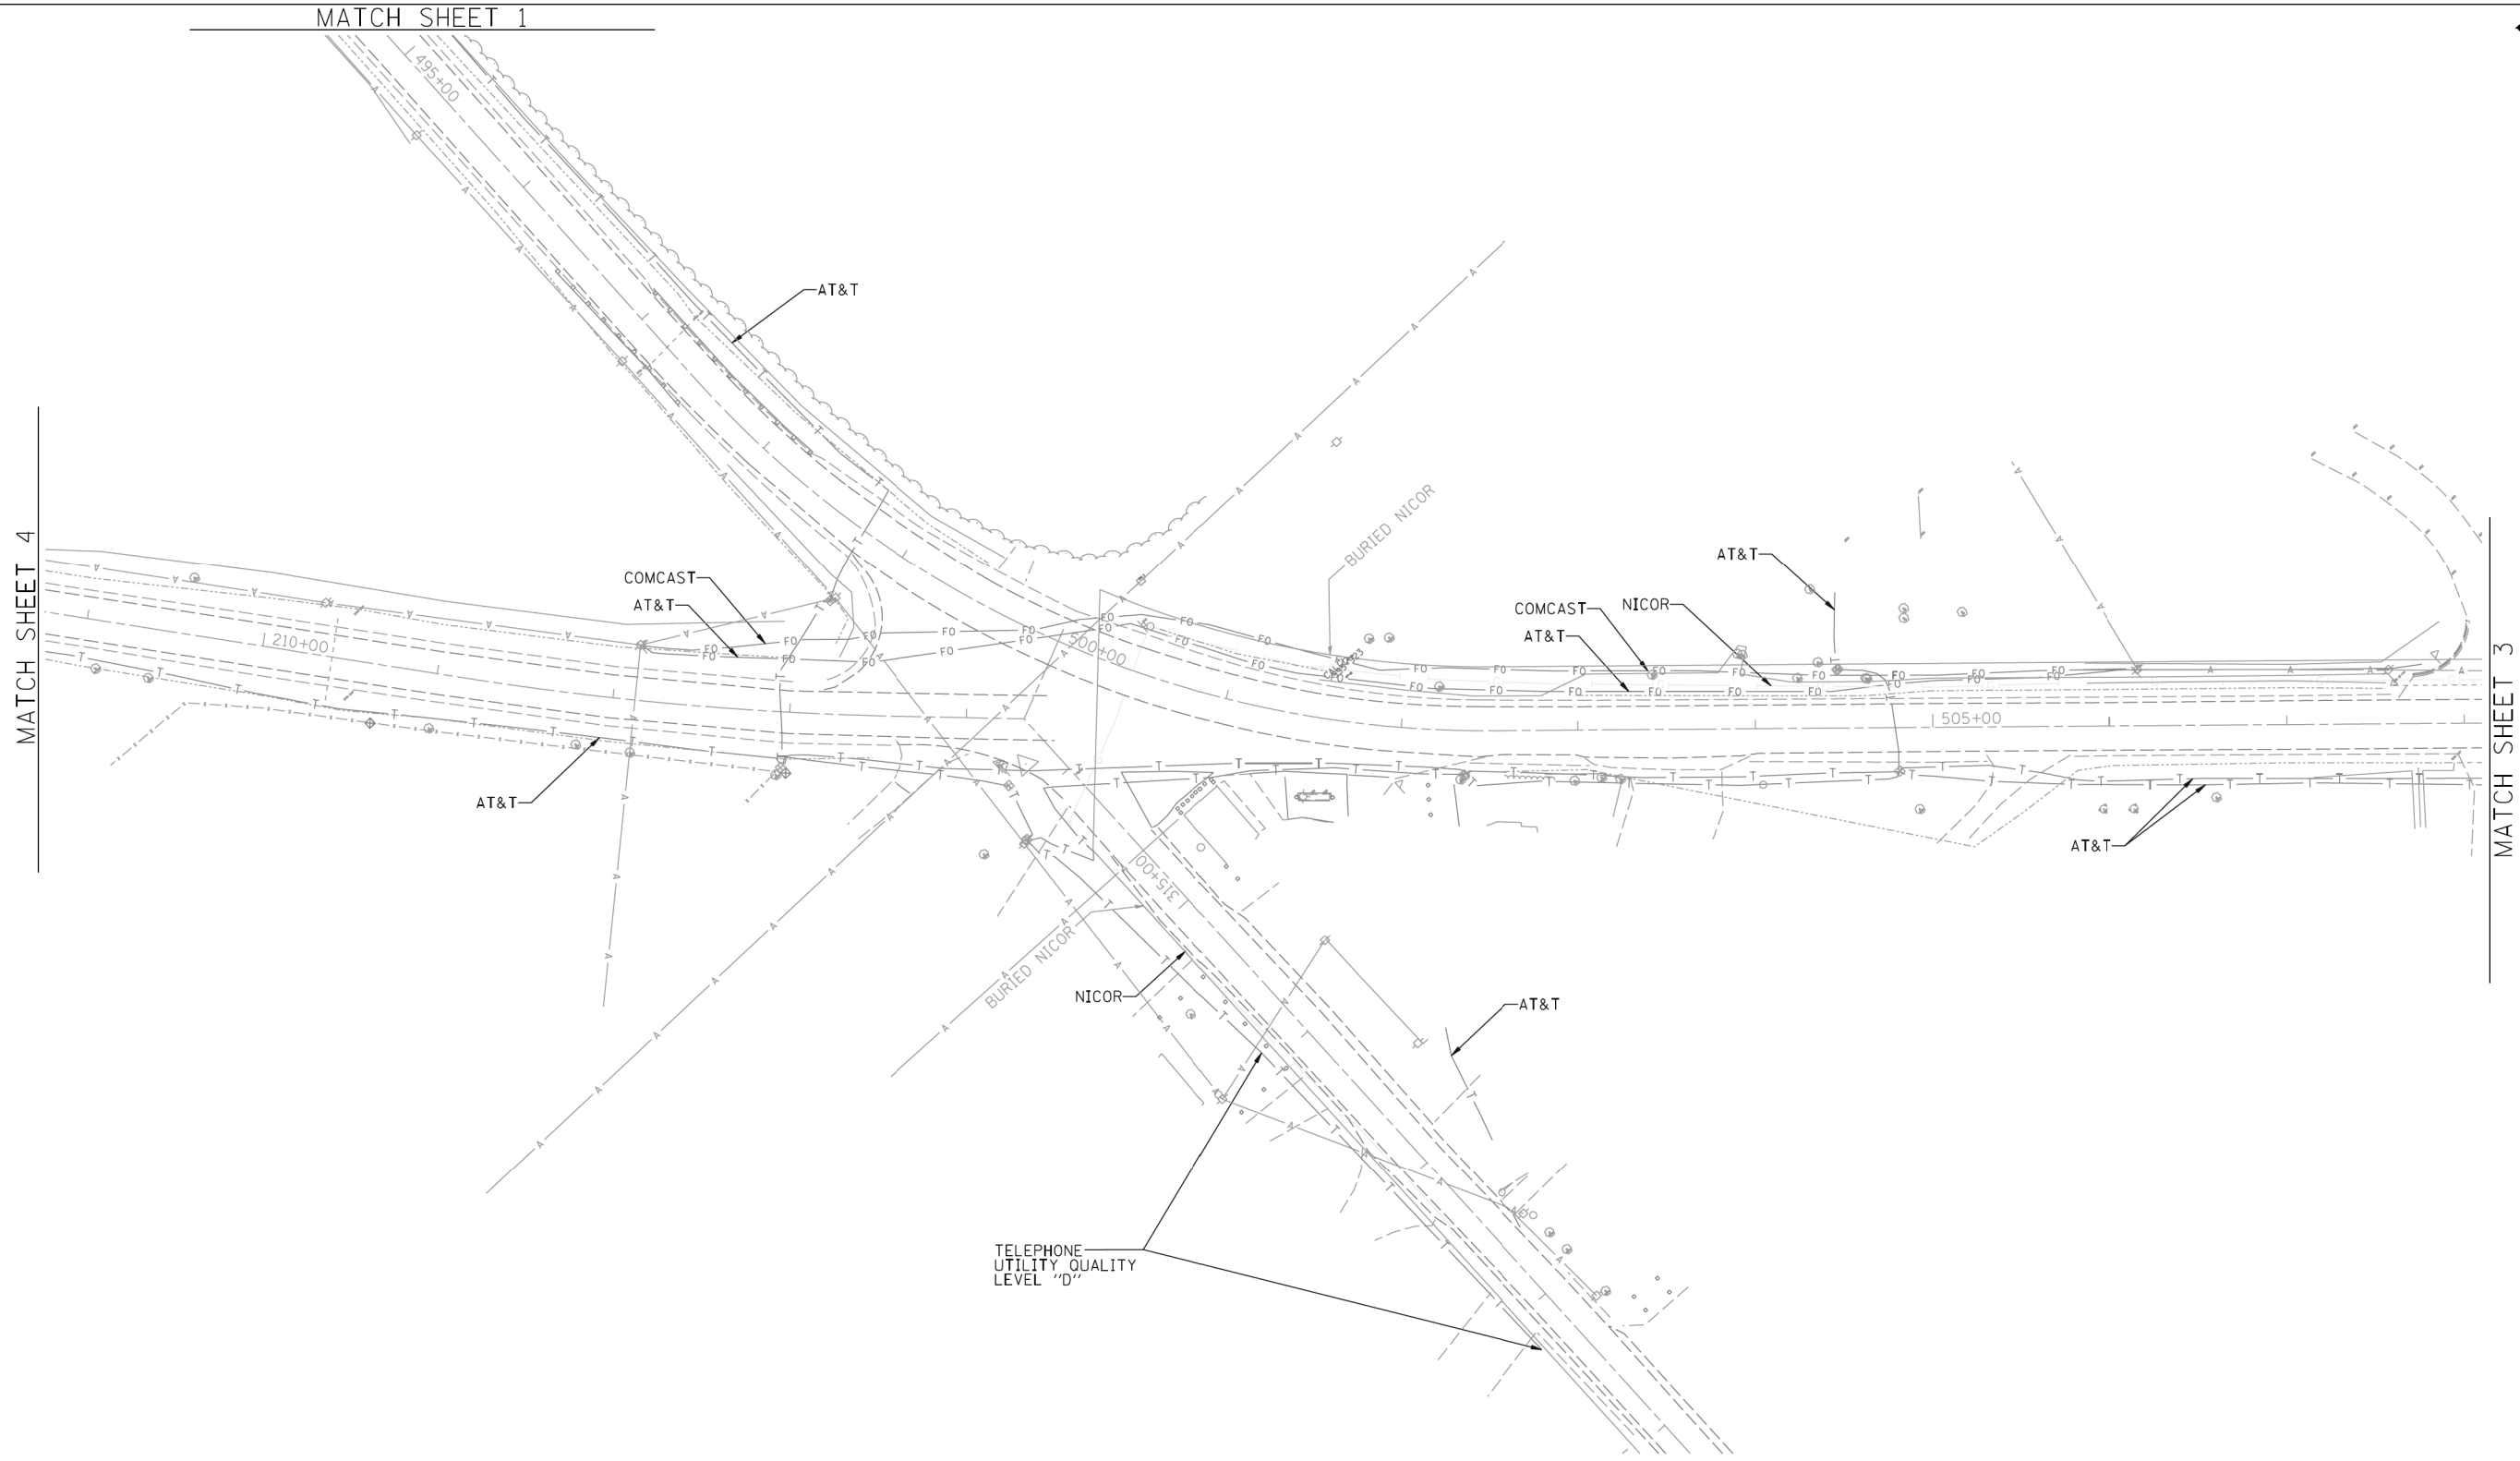 MATCH SHEET 1
495+00
AT&T
MATCH SHEET 4
COMCAST
AT&T
210+00
500+00
BURIED NICOR
AT&T
COMCAST
NICOR
AT&T
505+00
MATCH SHEET 3
AT&T
AT&T
315+00
BURIED NICOR
NICOR
AT&T
TELEPHONE
UTILITY QUALITY
LEVEL "D"